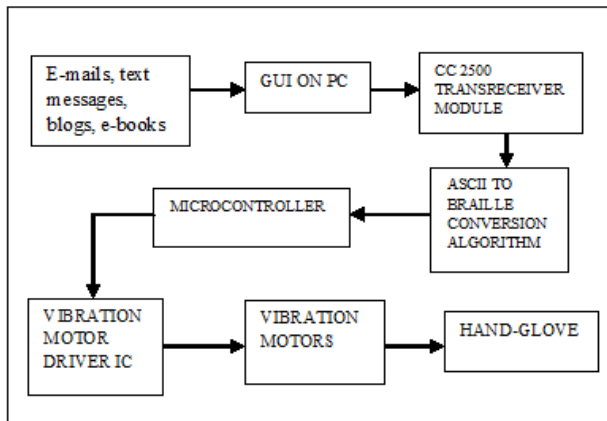 E-mails, text
messages,
blogs, e-books
GUI ON PC
CC 2500
TRANSRECEIVER
MODULE
ASCII TO
BRAILLE
CONVERSION
ALGORITHM
MICROCONTROLLER
VIBRATION
MOTOR
DRIVER IC
VIBRATION
MOTORS
HAND-GLOVE